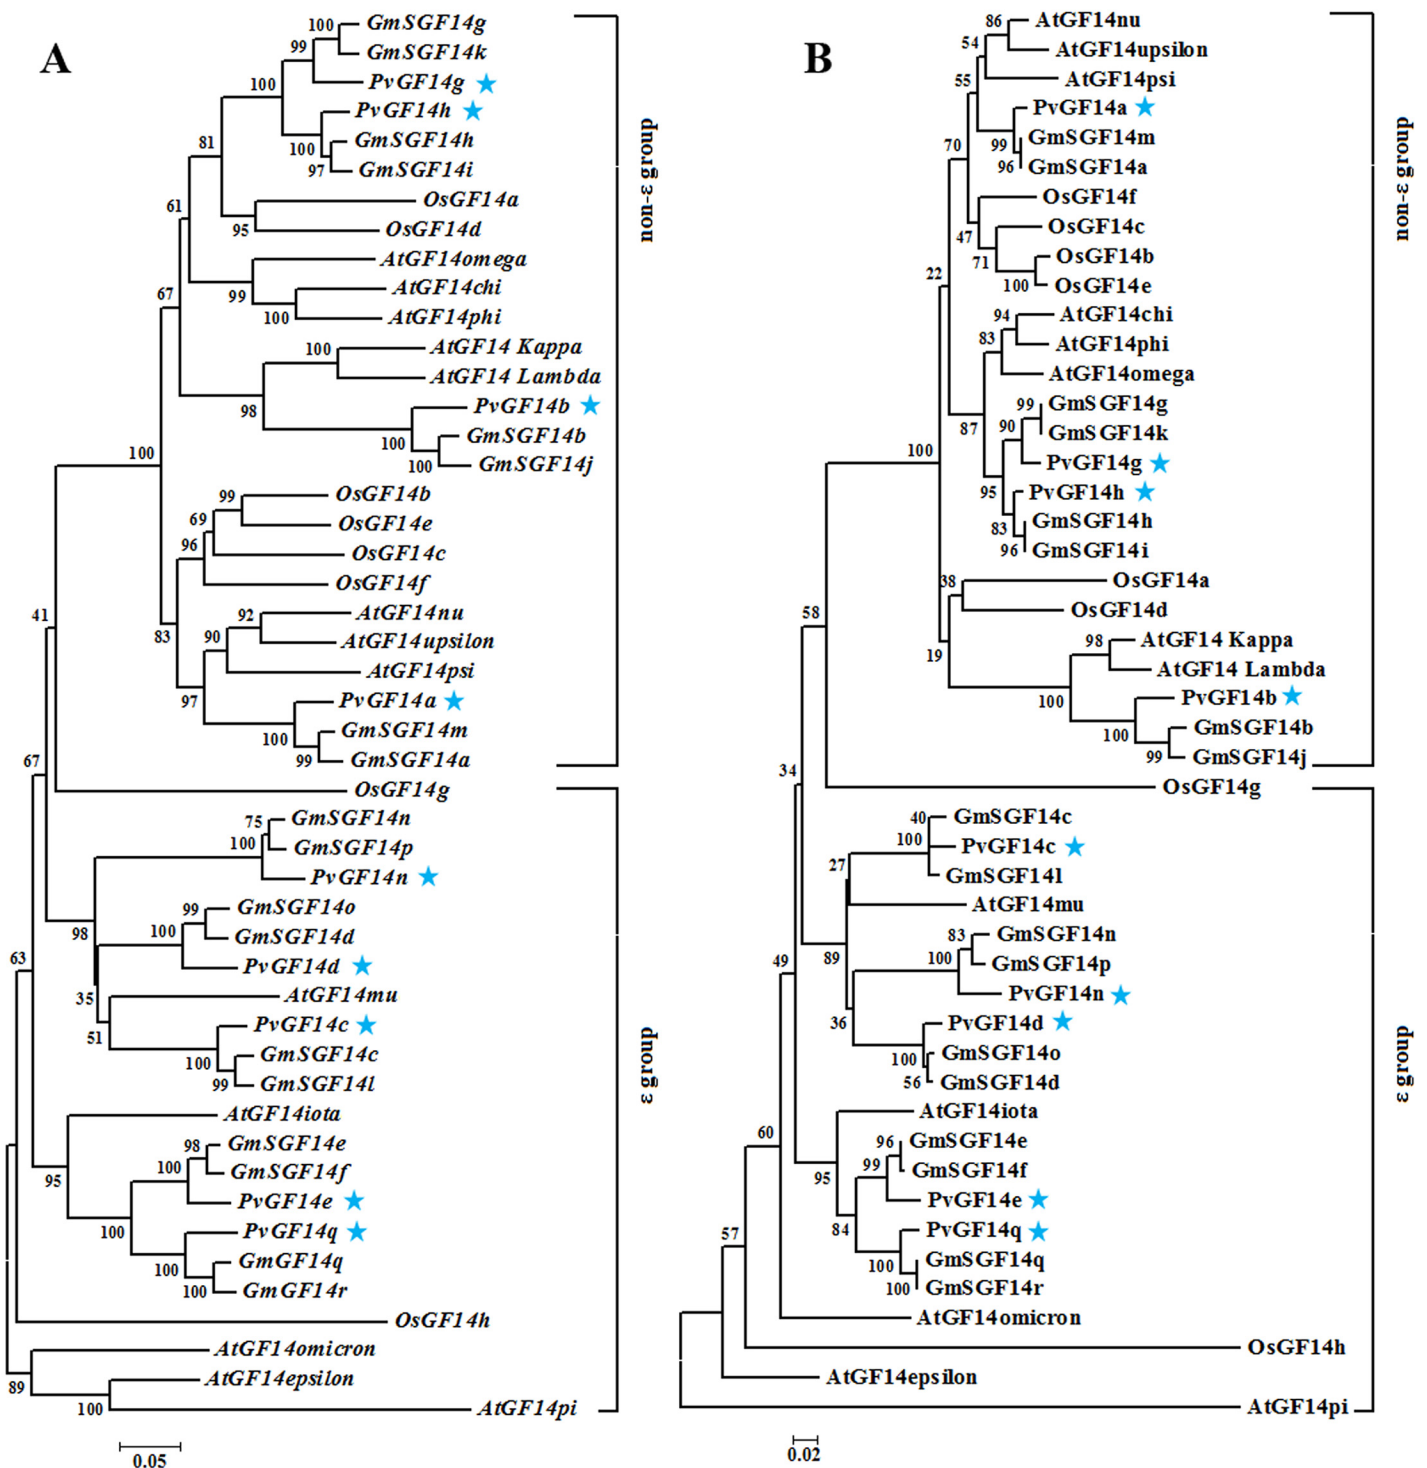 A
GmSGF14g
GmSGF14k
PvGF14g
PvGF14h
GmSGF14h
GmSGF14i
OsGF14a
OsGF14d
AtGF14omega
AtGF14chi
AtGF14phi
AtGF14 Kappa
AtGF14 Lambda
PvGF14b
GmSGF14b
GmSGF14j
OsGF14b
OsGF14e
OsGF14c
OsGF14f
AtGF14nu
AtGF14upsilon
AtGF14psi
PvGF14a
GmSGF14m
GmSGF14a
OsGF14g
GmSGF14n
GmSGF14p
PvGF14n
GmSGF14o
GmSGF14d
PvGF14d
AtGF14mu
PvGF14c
GmSGF14c
GmSGF14l
AtGF14iota
GmSGF14e
GmSGF14f
PvGF14e
PvGF14q
GmGF14q
GmGF14r
OsGF14h
AtGF14omicron
AtGF14epsilon
AtGF14pi
100
99
100
100
97
81
95
61
99
100
67
100
98
100
100
100
99
69
96
92
90
83
97
100
99
41
67
75
100
98
99
100
35
51
100
99
63
98
100
95
100
100
100
89
100
0.05
non-ε group
ε group
B
AtGF14nu
AtGF14upsilon
AtGF14psi
PvGF14a
GmSGF14m
GmSGF14a
OsGF14f
OsGF14c
OsGF14b
OsGF14e
AtGF14chi
AtGF14phi
AtGF14omega
GmSGF14g
GmSGF14k
PvGF14g
PvGF14h
GmSGF14h
GmSGF14i
OsGF14a
OsGF14d
AtGF14 Kappa
AtGF14 Lambda
PvGF14b
GmSGF14b
GmSGF14j
OsGF14g
GmSGF14c
PvGF14c
GmSGF14l
AtGF14mu
GmSGF14n
GmSGF14p
PvGF14n
PvGF14d
GmSGF14o
GmSGF14d
AtGF14iota
GmSGF14e
GmSGF14f
PvGF14e
PvGF14q
GmSGF14q
GmSGF14r
AtGF14omicron
OsGF14h
AtGF14epsilon
AtGF14pi
86
54
55
99
96
70
47
71
100
22
94
83
99
90
87
95
83
96
100
38
58
98
19
100
100
99
34
40
100
27
83
100
49
89
36
100
56
96
99
60
95
84
100
100
57
0.02
non-ε group
ε group